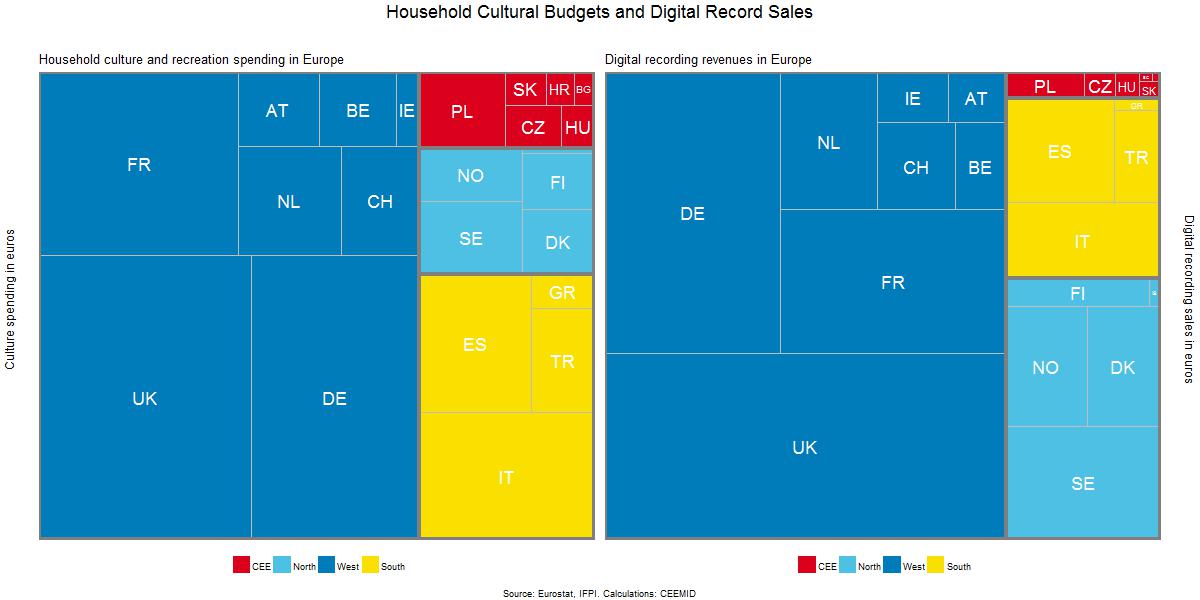 Household Cultural Budgets and Digital Record Sales
Household culture and recreation spending in Europe
Digital recording revenues in Europe
Culture spending in euros
FR
AT
BE
IE
NL
CH
UK
DE
PL
SK
HR
BG
CZ
HU
NO
FI
SE
DK
ES
GR
TR
IT
DE
NL
IE
AT
CH
BE
FR
UK
PL
CZ
HU
SK
GR
ES
TR
IT
FI
NO
DK
SE
Digital recording sales in euros
CEE North West South
CEE North West South
Source: Eurostat, IFPI. Calculations: CEEMID